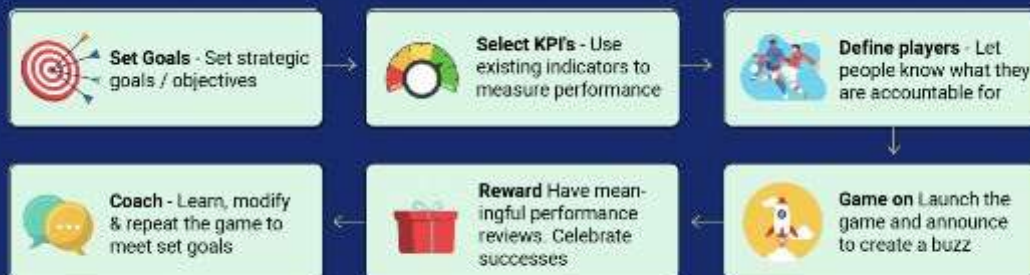 Set Goals - Set strategic
goals / objectives
Select KPI's - Use
existing indicators to
measure performance
Define players - Let
people know what they
are accountable for
Coach - Learn, modify
& repeat the game to
meet set goals
Reward Have mean-
ingful performance
reviews. Celebrate
successes
Game on Launch the
game and announce
to create a buzz